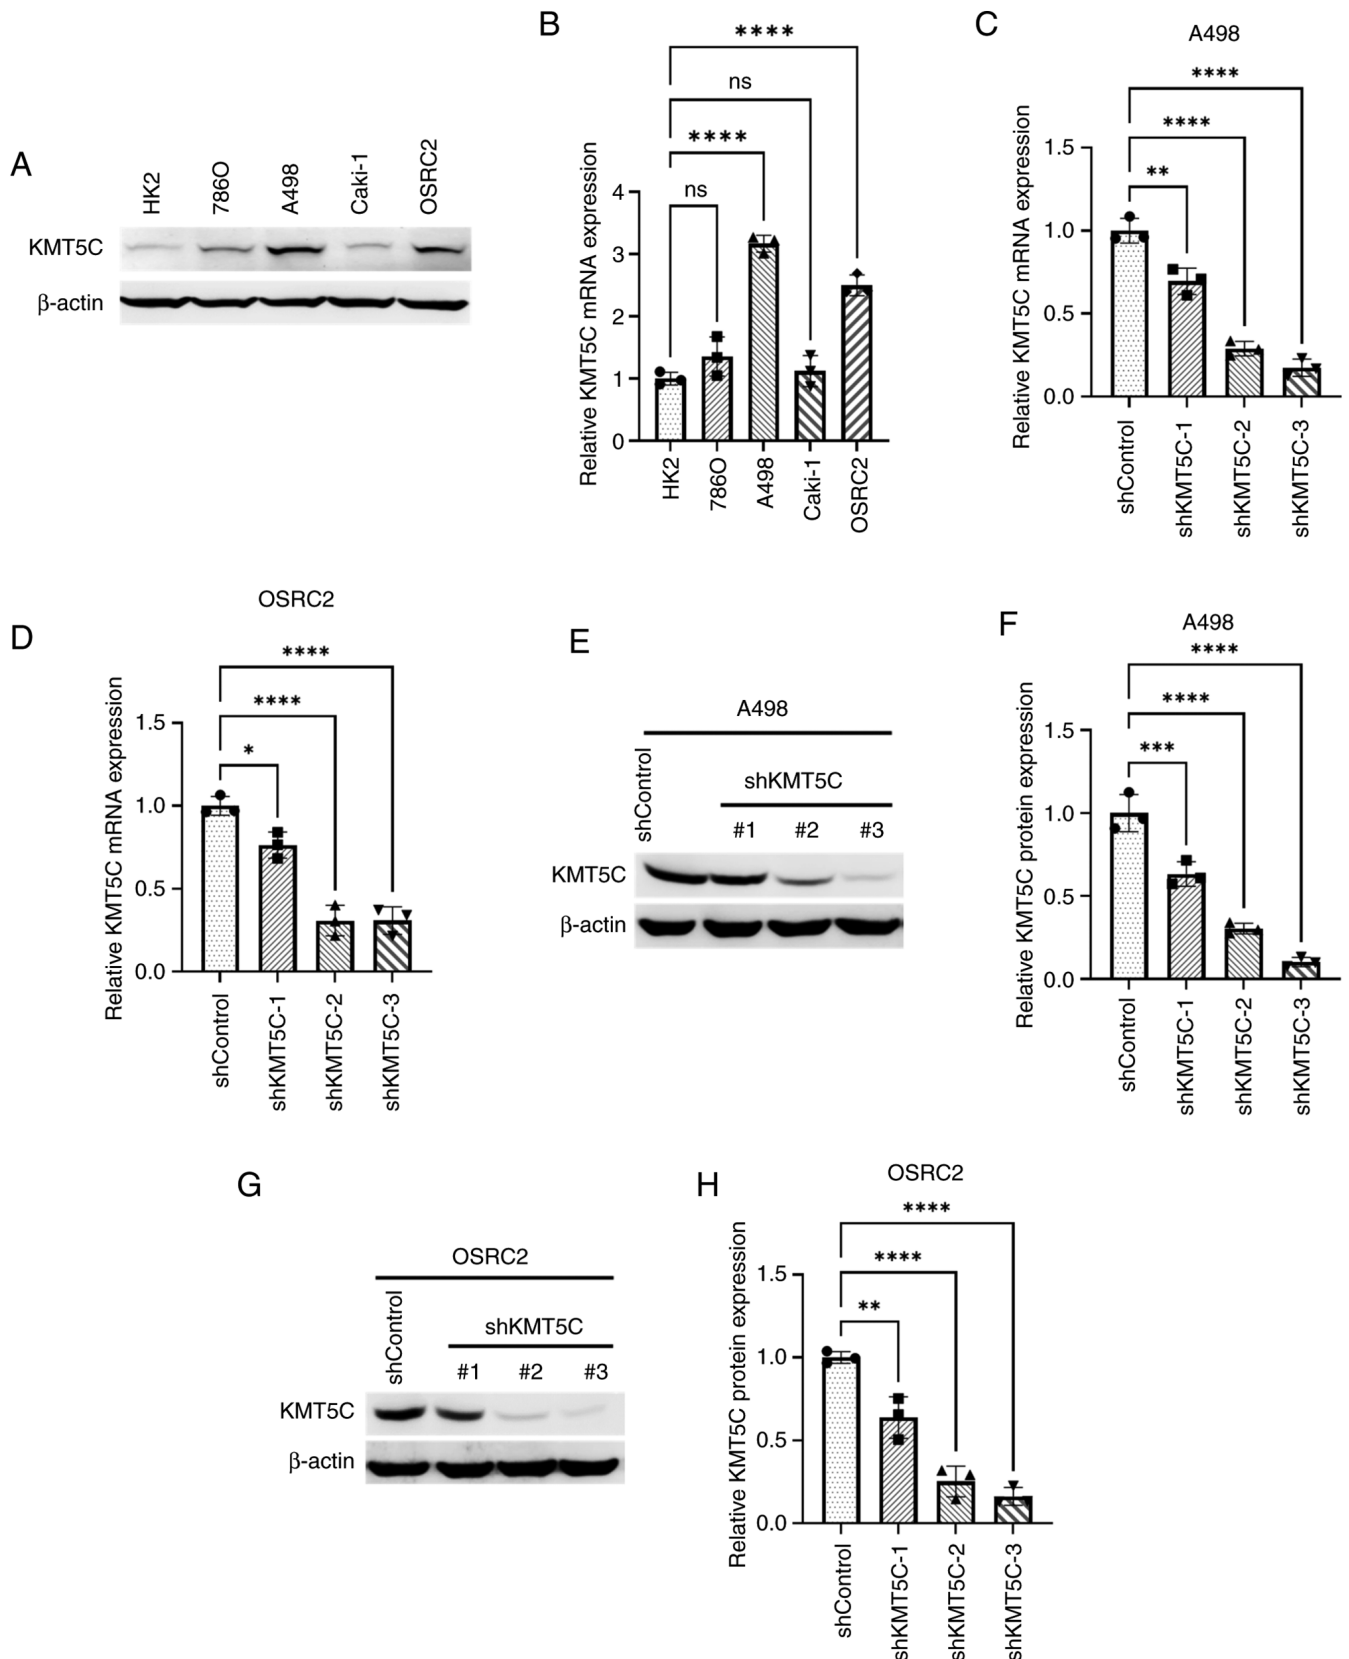 A
HK2
786O
A498
Caki-1
OSRC2
KMT5C
β-actin
B
****
ns
****
ns
Relative KMT5C mRNA expression
4
3
2
1
0
HK2
786O
A498
Caki-1
OSRC2
C
A498
****
****
**
Relative KMT5C mRNA expression
1.5
1.0
0.5
0.0
shControl
shKMT5C-1
shKMT5C-2
shKMT5C-3
D
OSRC2
****
****
*
Relative KMT5C mRNA expression
1.5
1.0
0.5
0.0
shControl
shKMT5C-1
shKMT5C-2
shKMT5C-3
E
A498
shControl
shKMT5C
#1 #2 #3
KMT5C
β-actin
F
A498
****
****
***
Relative KMT5C protein expression
1.5
1.0
0.5
0.0
shControl
shKMT5C-1
shKMT5C-2
shKMT5C-3
G
OSRC2
shControl
shKMT5C
#1 #2 #3
KMT5C
β-actin
H
OSRC2
****
****
**
Relative KMT5C protein expression
1.5
1.0
0.5
0.0
shControl
shKMT5C-1
shKMT5C-2
shKMT5C-3